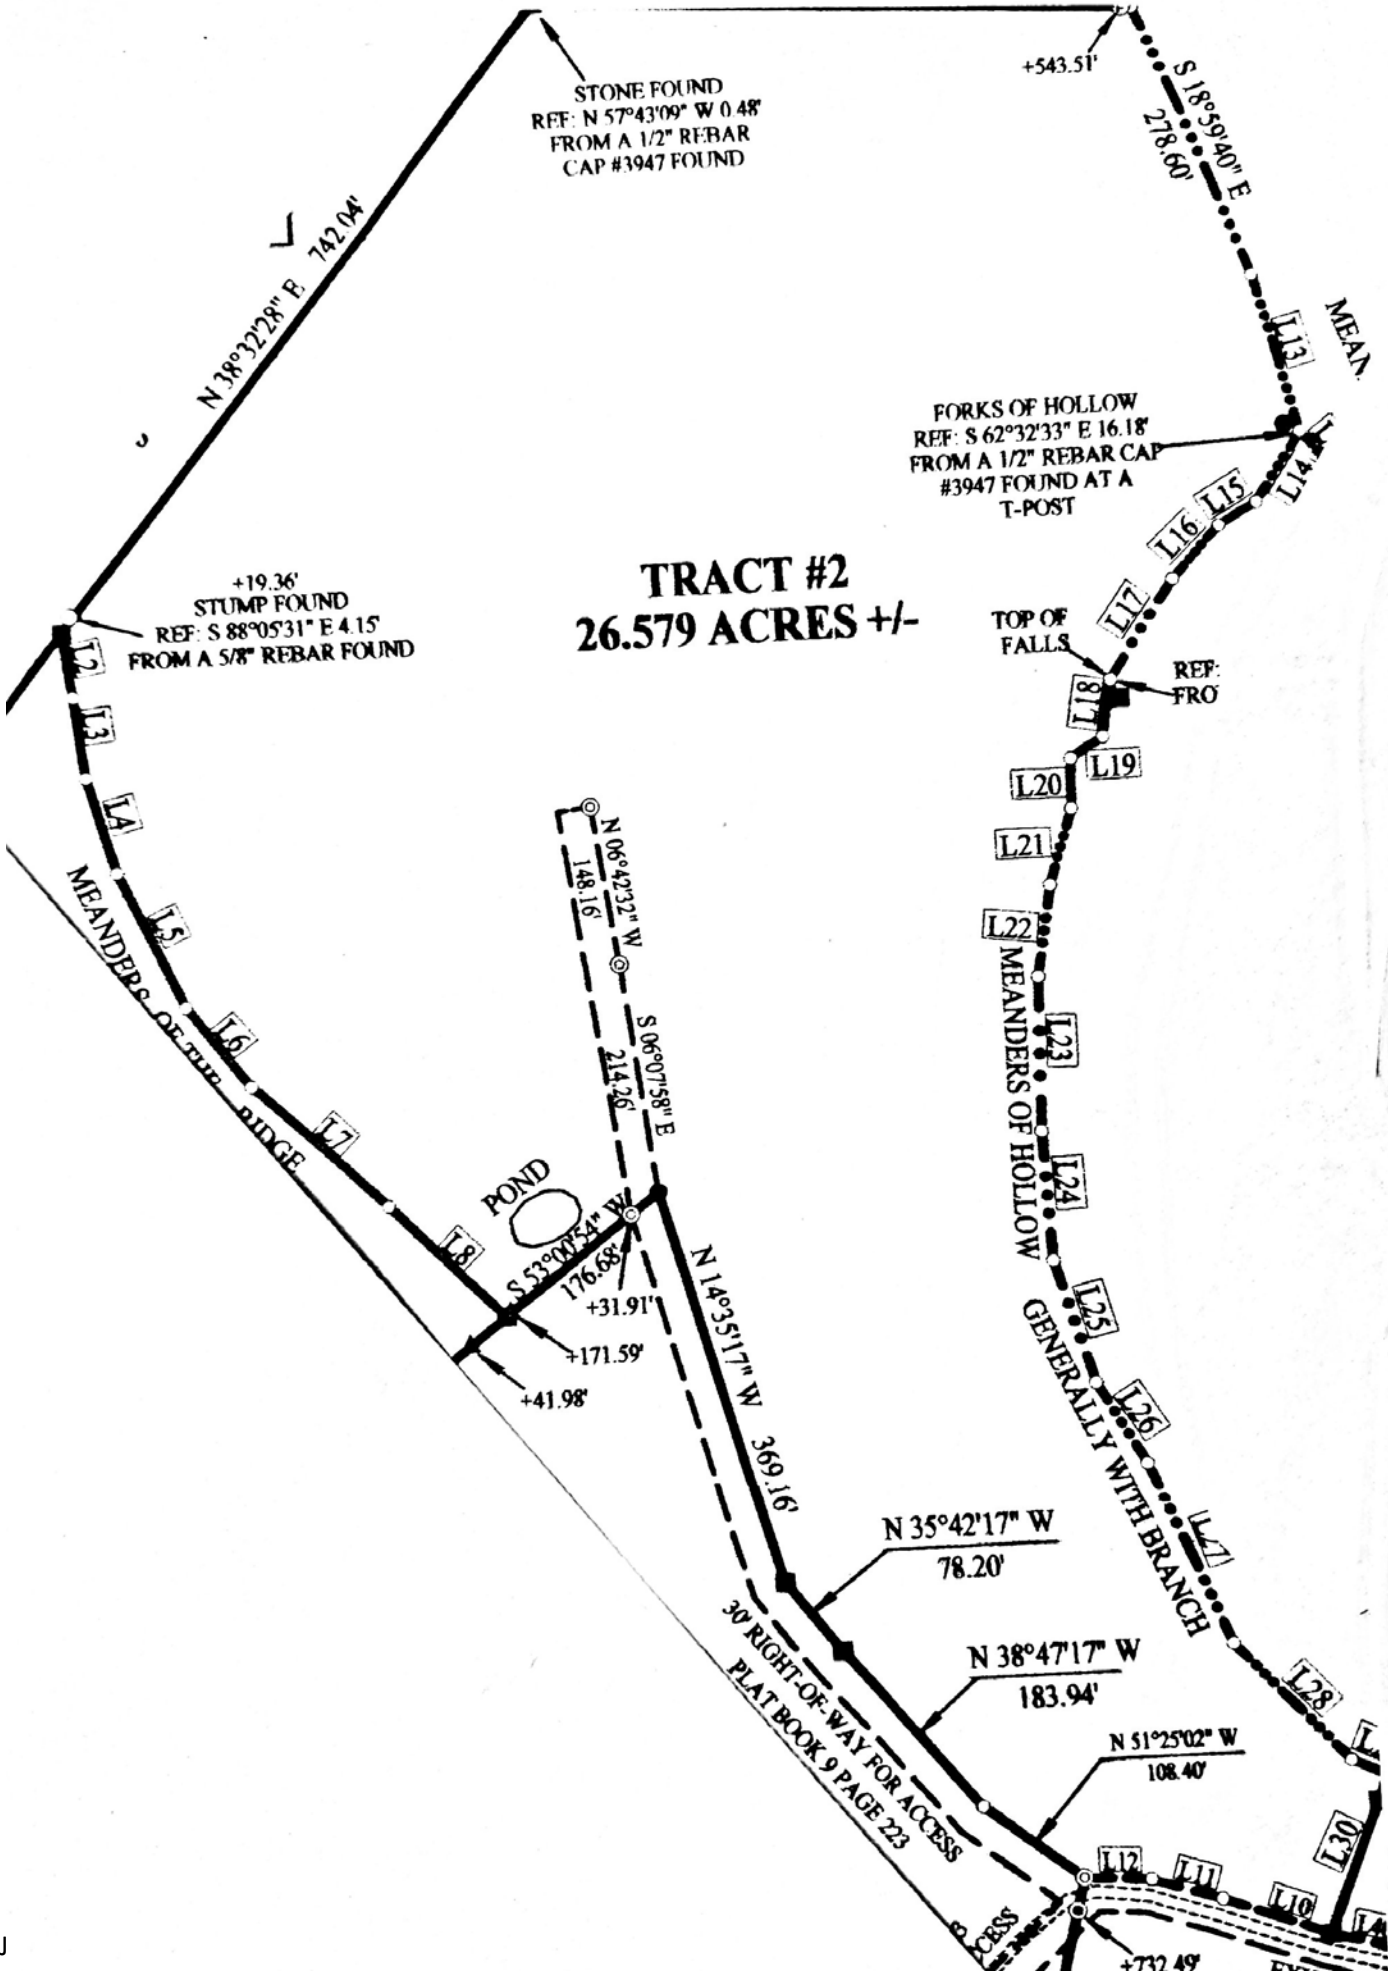 +543.51'
STONE FOUND
REF: N 57°43'09" W 0.48'
FROM A 1/2" REBAR
CAP #3947 FOUND
S 18°59'40" E
278.60'
N 38°32'28" E 742.04'
L13
FORKS OF HOLLOW
REF: S 62°32'33" E 16.18'
FROM A 1/2" REBAR CAP
#3947 FOUND AT A
T-POST
L14
L15
L16
L17
TRACT #2
26.579 ACRES +/-
+19.36'
STUMP FOUND
REF: S 88°05'31" E 4.15'
FROM A 5/8" REBAR FOUND
TOP OF
FALLS
REF:
FRO
L2
L3
L4
L5
L6
L7
L8
MEANDERS OF THE RIDGE
L18
L19
L20
L21
L22
L23
L24
L25
L26
L27
L28
MEANDERS OF HOLLOW
GENERALLY WITH BRANCH
N 06°42'32" W
148.16'
S 06°07'58" E
214.26'
POND
S 53°00'54" W
176.68'
+31.91'
+171.59'
+41.98'
N 14°35'17" W 369.16'
N 35°42'17" W
78.20'
N 38°47'17" W
183.94'
N 51°25'02" W
108.40'
30' RIGHT-OF-WAY FOR ACCESS
PLAT BOOK 9 PAGE 223
L12
L11
L10
L30
CESS
+732.49'